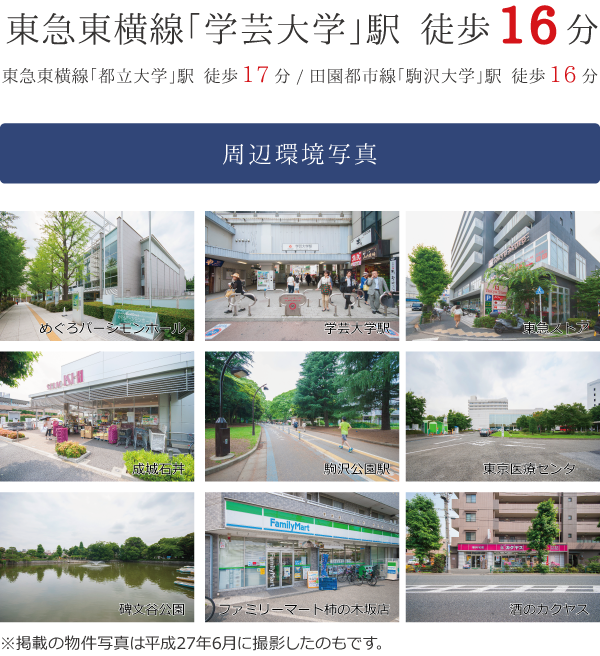 東急東横線「学芸大学」駅 徒歩16分
東急東横線「都立大学」駅 徒歩17分 / 田園都市線「駒沢大学」駅 徒歩16分
周辺環境写真
めぐろパーシモンホール
学芸大学駅
東急ストア
成城石井
駒沢公園駅
東京医療センタ
FamilyMart
碑文谷公園
ファミリーマート柿の木坂店
酒のカクヤス
※掲載の物件写真は平成27年6月に撮影したのもです。